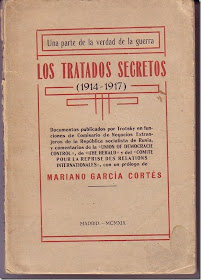 Una parte de la verdad de la guerra
LOS TRATADOS SECRETOS
(1914-1917)
Documentos publicados por Trotsky en fun-
ciones de Comisario de Negocios Extran-
jeros de la República socialista de Rusia,
y comentarios de la "UNION OF DEMOCRATIC
CONTROL", de "THE HERALD" y del "COMITÉ
POUR LA REPRISE DES RELATIONS
INTERNATIONALES", con un prólogo de
MARIANO GARCÍA CORTÉS
MADRID.-MCMXIX